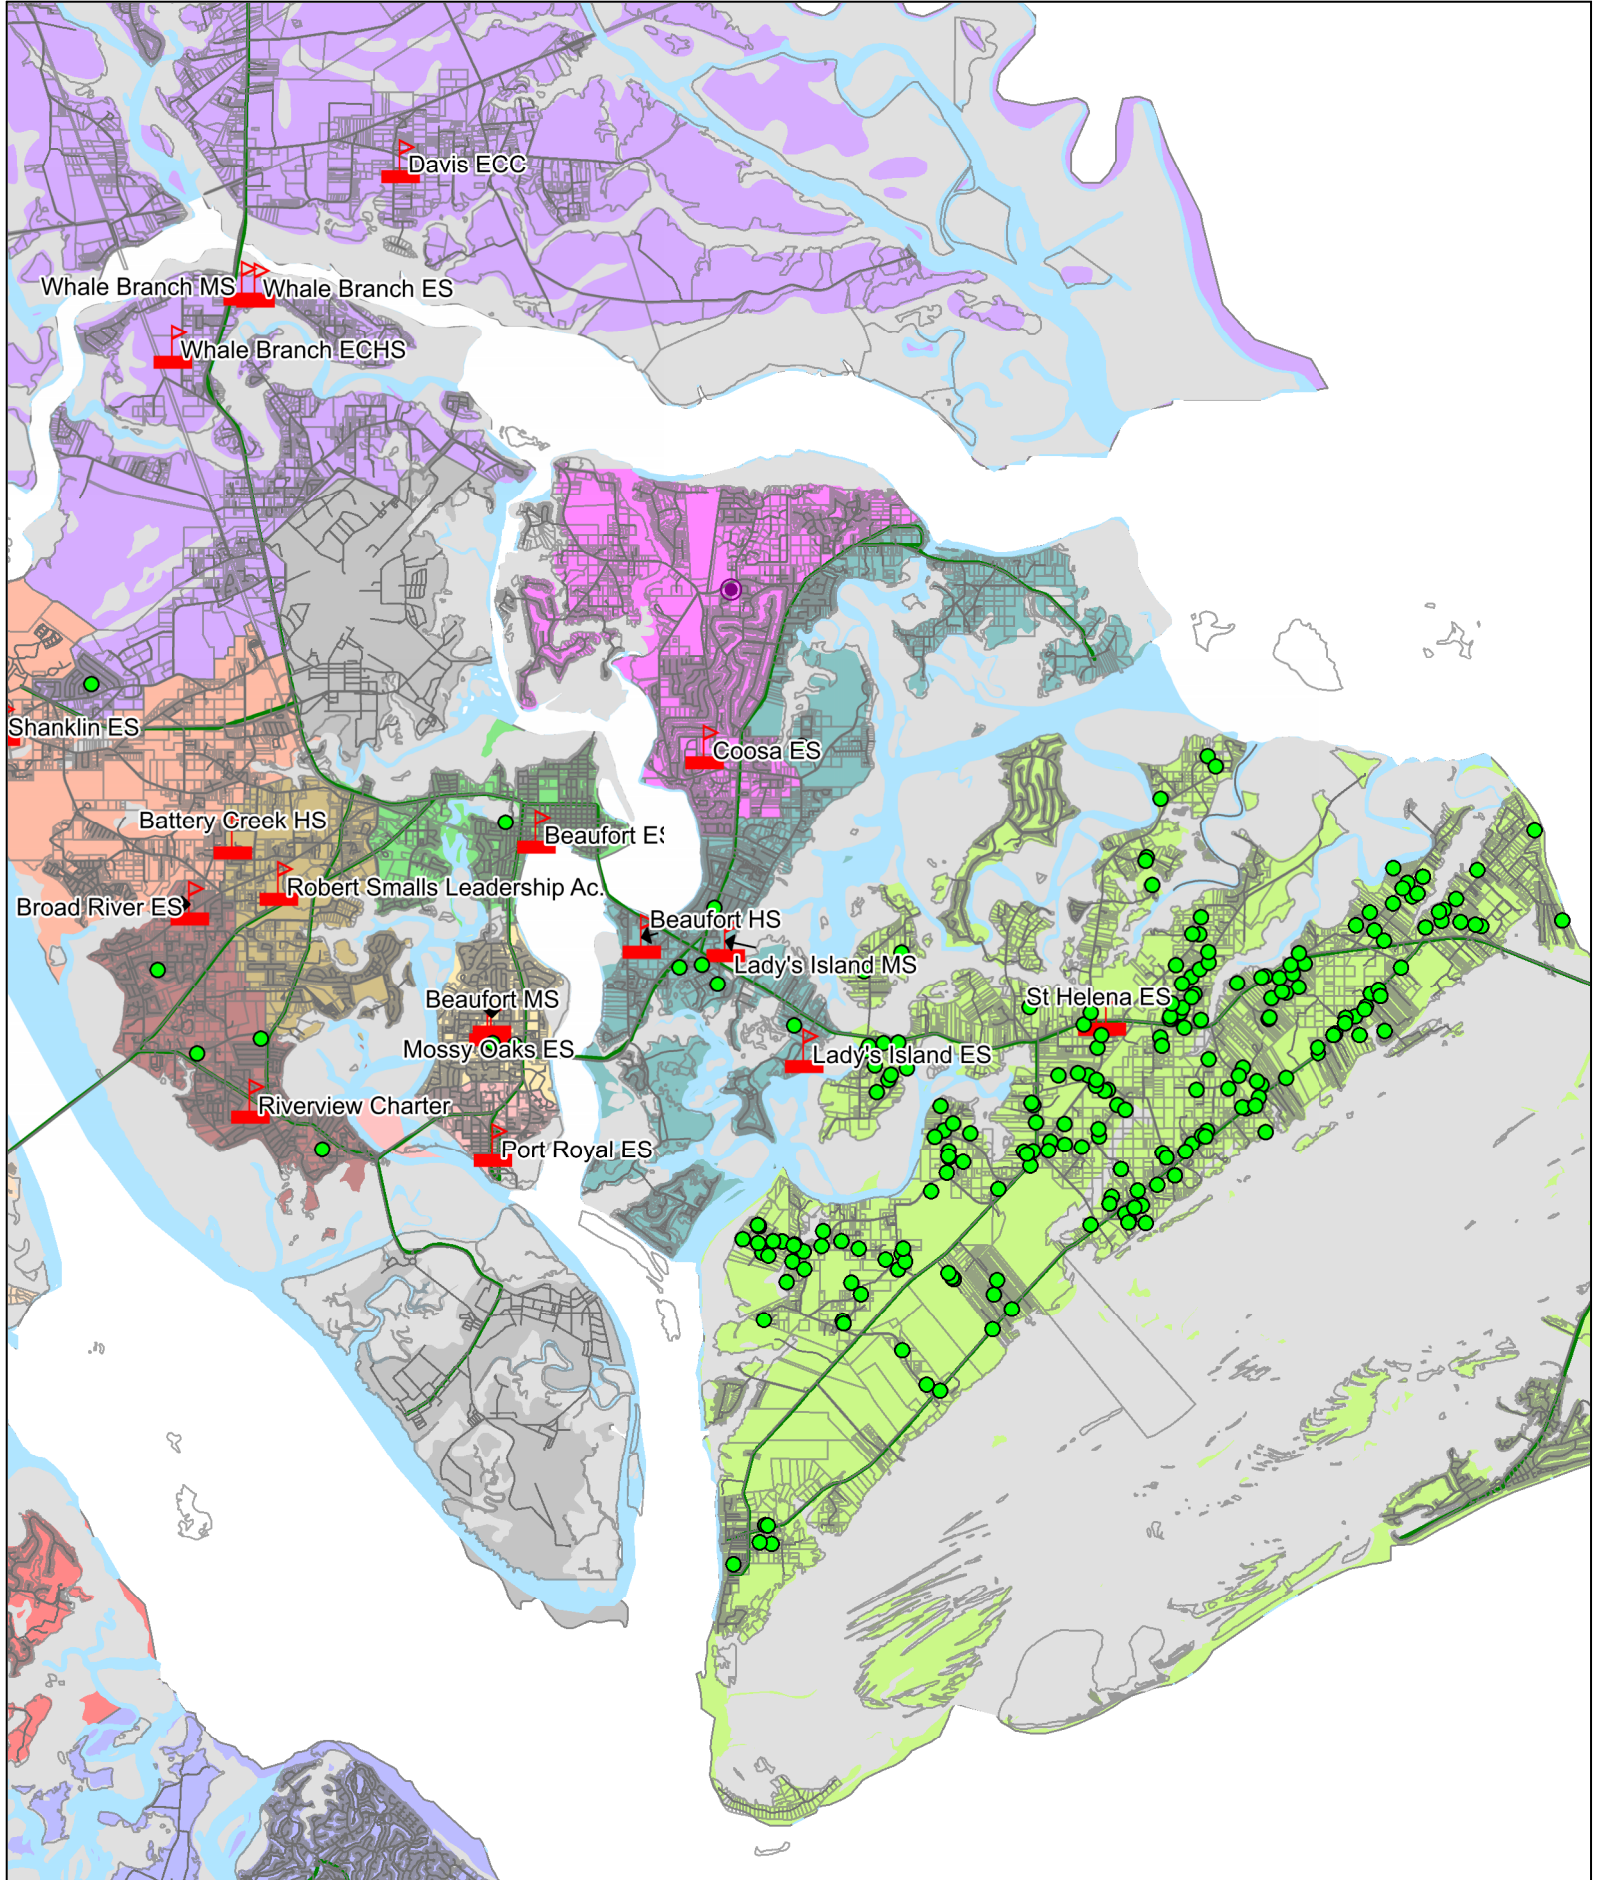 Davis ECC
Whale Branch MS
Whale Branch ES
Whale Branch ECHS
Shanklin ES
Coosa ES
Battery Creek HS
Beaufort ES
Robert Smalls Leadership Ac.
Broad River ES
Beaufort HS
Lady's Island MS
Beaufort MS
St Helena ES
Mossy Oaks ES
Lady's Island ES
Riverview Charter
Port Royal ES